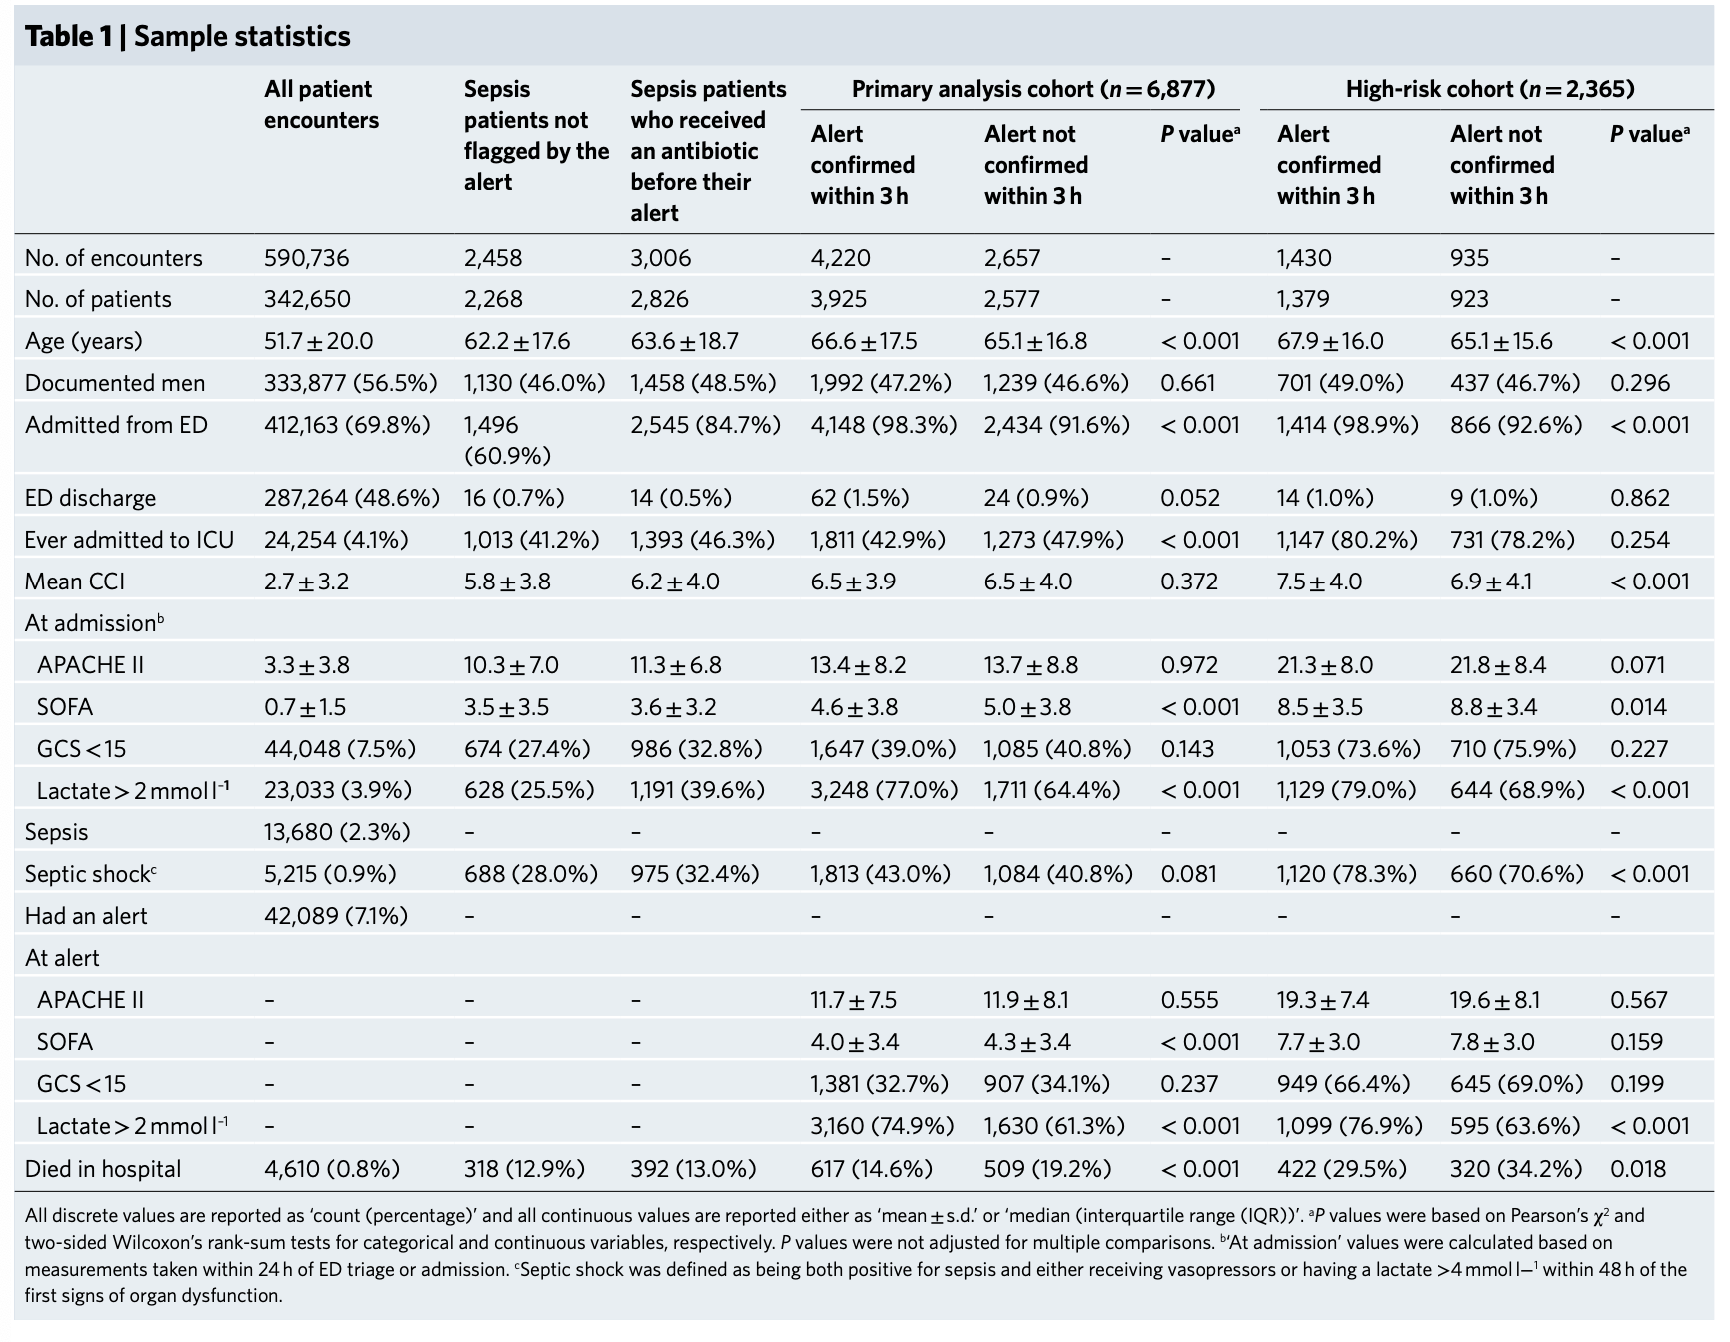 Table 1 | Sample statistics
All patient encounters | Sepsis patients not flagged by the alert | Sepsis patients who received an antibiotic before their alert | Primary analysis cohort (n = 6,877) | High-risk cohort (n = 2,365)
Alert confirmed within 3 h | Alert not confirmed within 3 h | P valueᵃ | Alert confirmed within 3 h | Alert not confirmed within 3 h | P valueᵃ
No. of encounters | 590,736 | 2,458 | 3,006 | 4,220 | 2,657 | – | 1,430 | 935 | –
No. of patients | 342,650 | 2,268 | 2,826 | 3,925 | 2,577 | – | 1,379 | 923 | –
Age (years) | 51.7 ± 20.0 | 62.2 ± 17.6 | 63.6 ± 18.7 | 66.6 ± 17.5 | 65.1 ± 16.8 | < 0.001 | 67.9 ± 16.0 | 65.1 ± 15.6 | < 0.001
Documented men | 333,877 (56.5%) | 1,130 (46.0%) | 1,458 (48.5%) | 1,992 (47.2%) | 1,239 (46.6%) | 0.661 | 701 (49.0%) | 437 (46.7%) | 0.296
Admitted from ED | 412,163 (69.8%) | 1,496 (60.9%) | 2,545 (84.7%) | 4,148 (98.3%) | 2,434 (91.6%) | < 0.001 | 1,414 (98.9%) | 866 (92.6%) | < 0.001
ED discharge | 287,264 (48.6%) | 16 (0.7%) | 14 (0.5%) | 62 (1.5%) | 24 (0.9%) | 0.052 | 14 (1.0%) | 9 (1.0%) | 0.862
Ever admitted to ICU | 24,254 (4.1%) | 1,013 (41.2%) | 1,393 (46.3%) | 1,811 (42.9%) | 1,273 (47.9%) | < 0.001 | 1,147 (80.2%) | 731 (78.2%) | 0.254
Mean CCI | 2.7 ± 3.2 | 5.8 ± 3.8 | 6.2 ± 4.0 | 6.5 ± 3.9 | 6.5 ± 4.0 | 0.372 | 7.5 ± 4.0 | 6.9 ± 4.1 | < 0.001
At admissionᵇ
APACHE II | 3.3 ± 3.8 | 10.3 ± 7.0 | 11.3 ± 6.8 | 13.4 ± 8.2 | 13.7 ± 8.8 | 0.972 | 21.3 ± 8.0 | 21.8 ± 8.4 | 0.071
SOFA | 0.7 ± 1.5 | 3.5 ± 3.5 | 3.6 ± 3.2 | 4.6 ± 3.8 | 5.0 ± 3.8 | < 0.001 | 8.5 ± 3.5 | 8.8 ± 3.4 | 0.014
GCS < 15 | 44,048 (7.5%) | 674 (27.4%) | 986 (32.8%) | 1,647 (39.0%) | 1,085 (40.8%) | 0.143 | 1,053 (73.6%) | 710 (75.9%) | 0.227
Lactate > 2 mmol l⁻¹ | 23,033 (3.9%) | 628 (25.5%) | 1,191 (39.6%) | 3,248 (77.0%) | 1,711 (64.4%) | < 0.001 | 1,129 (79.0%) | 644 (68.9%) | < 0.001
Sepsis | 13,680 (2.3%) | – | – | – | – | – | – | – | –
Septic shockᶜ | 5,215 (0.9%) | 688 (28.0%) | 975 (32.4%) | 1,813 (43.0%) | 1,084 (40.8%) | 0.081 | 1,120 (78.3%) | 660 (70.6%) | < 0.001
Had an alert | 42,089 (7.1%) | – | – | – | – | – | – | – | –
At alert
APACHE II | – | – | – | 11.7 ± 7.5 | 11.9 ± 8.1 | 0.555 | 19.3 ± 7.4 | 19.6 ± 8.1 | 0.567
SOFA | – | – | – | 4.0 ± 3.4 | 4.3 ± 3.4 | < 0.001 | 7.7 ± 3.0 | 7.8 ± 3.0 | 0.159
GCS < 15 | – | – | – | 1,381 (32.7%) | 907 (34.1%) | 0.237 | 949 (66.4%) | 645 (69.0%) | 0.199
Lactate > 2 mmol l⁻¹ | – | – | – | 3,160 (74.9%) | 1,630 (61.3%) | < 0.001 | 1,099 (76.9%) | 595 (63.6%) | < 0.001
Died in hospital | 4,610 (0.8%) | 318 (12.9%) | 392 (13.0%) | 617 (14.6%) | 509 (19.2%) | < 0.001 | 422 (29.5%) | 320 (34.2%) | 0.018
All discrete values are reported as ‘count (percentage)’ and all continuous values are reported either as ‘mean ± s.d.’ or ‘median (interquartile range (IQR))’. ᵃP values were based on Pearson’s χ² and
two-sided Wilcoxon’s rank-sum tests for categorical and continuous variables, respectively. P values were not adjusted for multiple comparisons. ᵇ‘At admission’ values were calculated based on
measurements taken within 24 h of ED triage or admission. ᶜSeptic shock was defined as being both positive for sepsis and either receiving vasopressors or having a lactate >4 mmol l–¹ within 48 h of the
first signs of organ dysfunction.